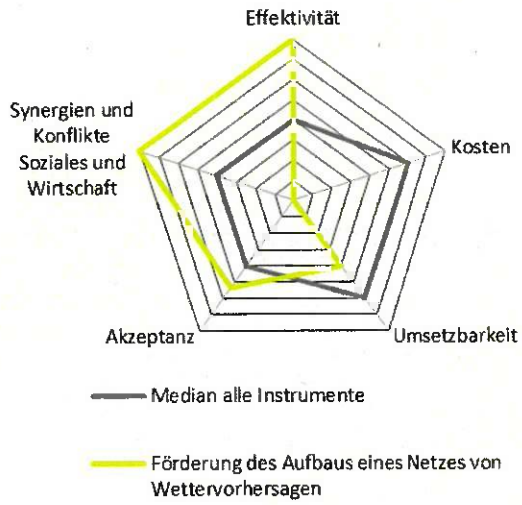 Effektivität
Synergien und
Konflikte
Soziales und
Wirtschaft
Kosten
Akzeptanz
Umsetzbarkeit
Median alle Instrumente
Förderung des Aufbaus eines Netzes von
Wettervorhersagen